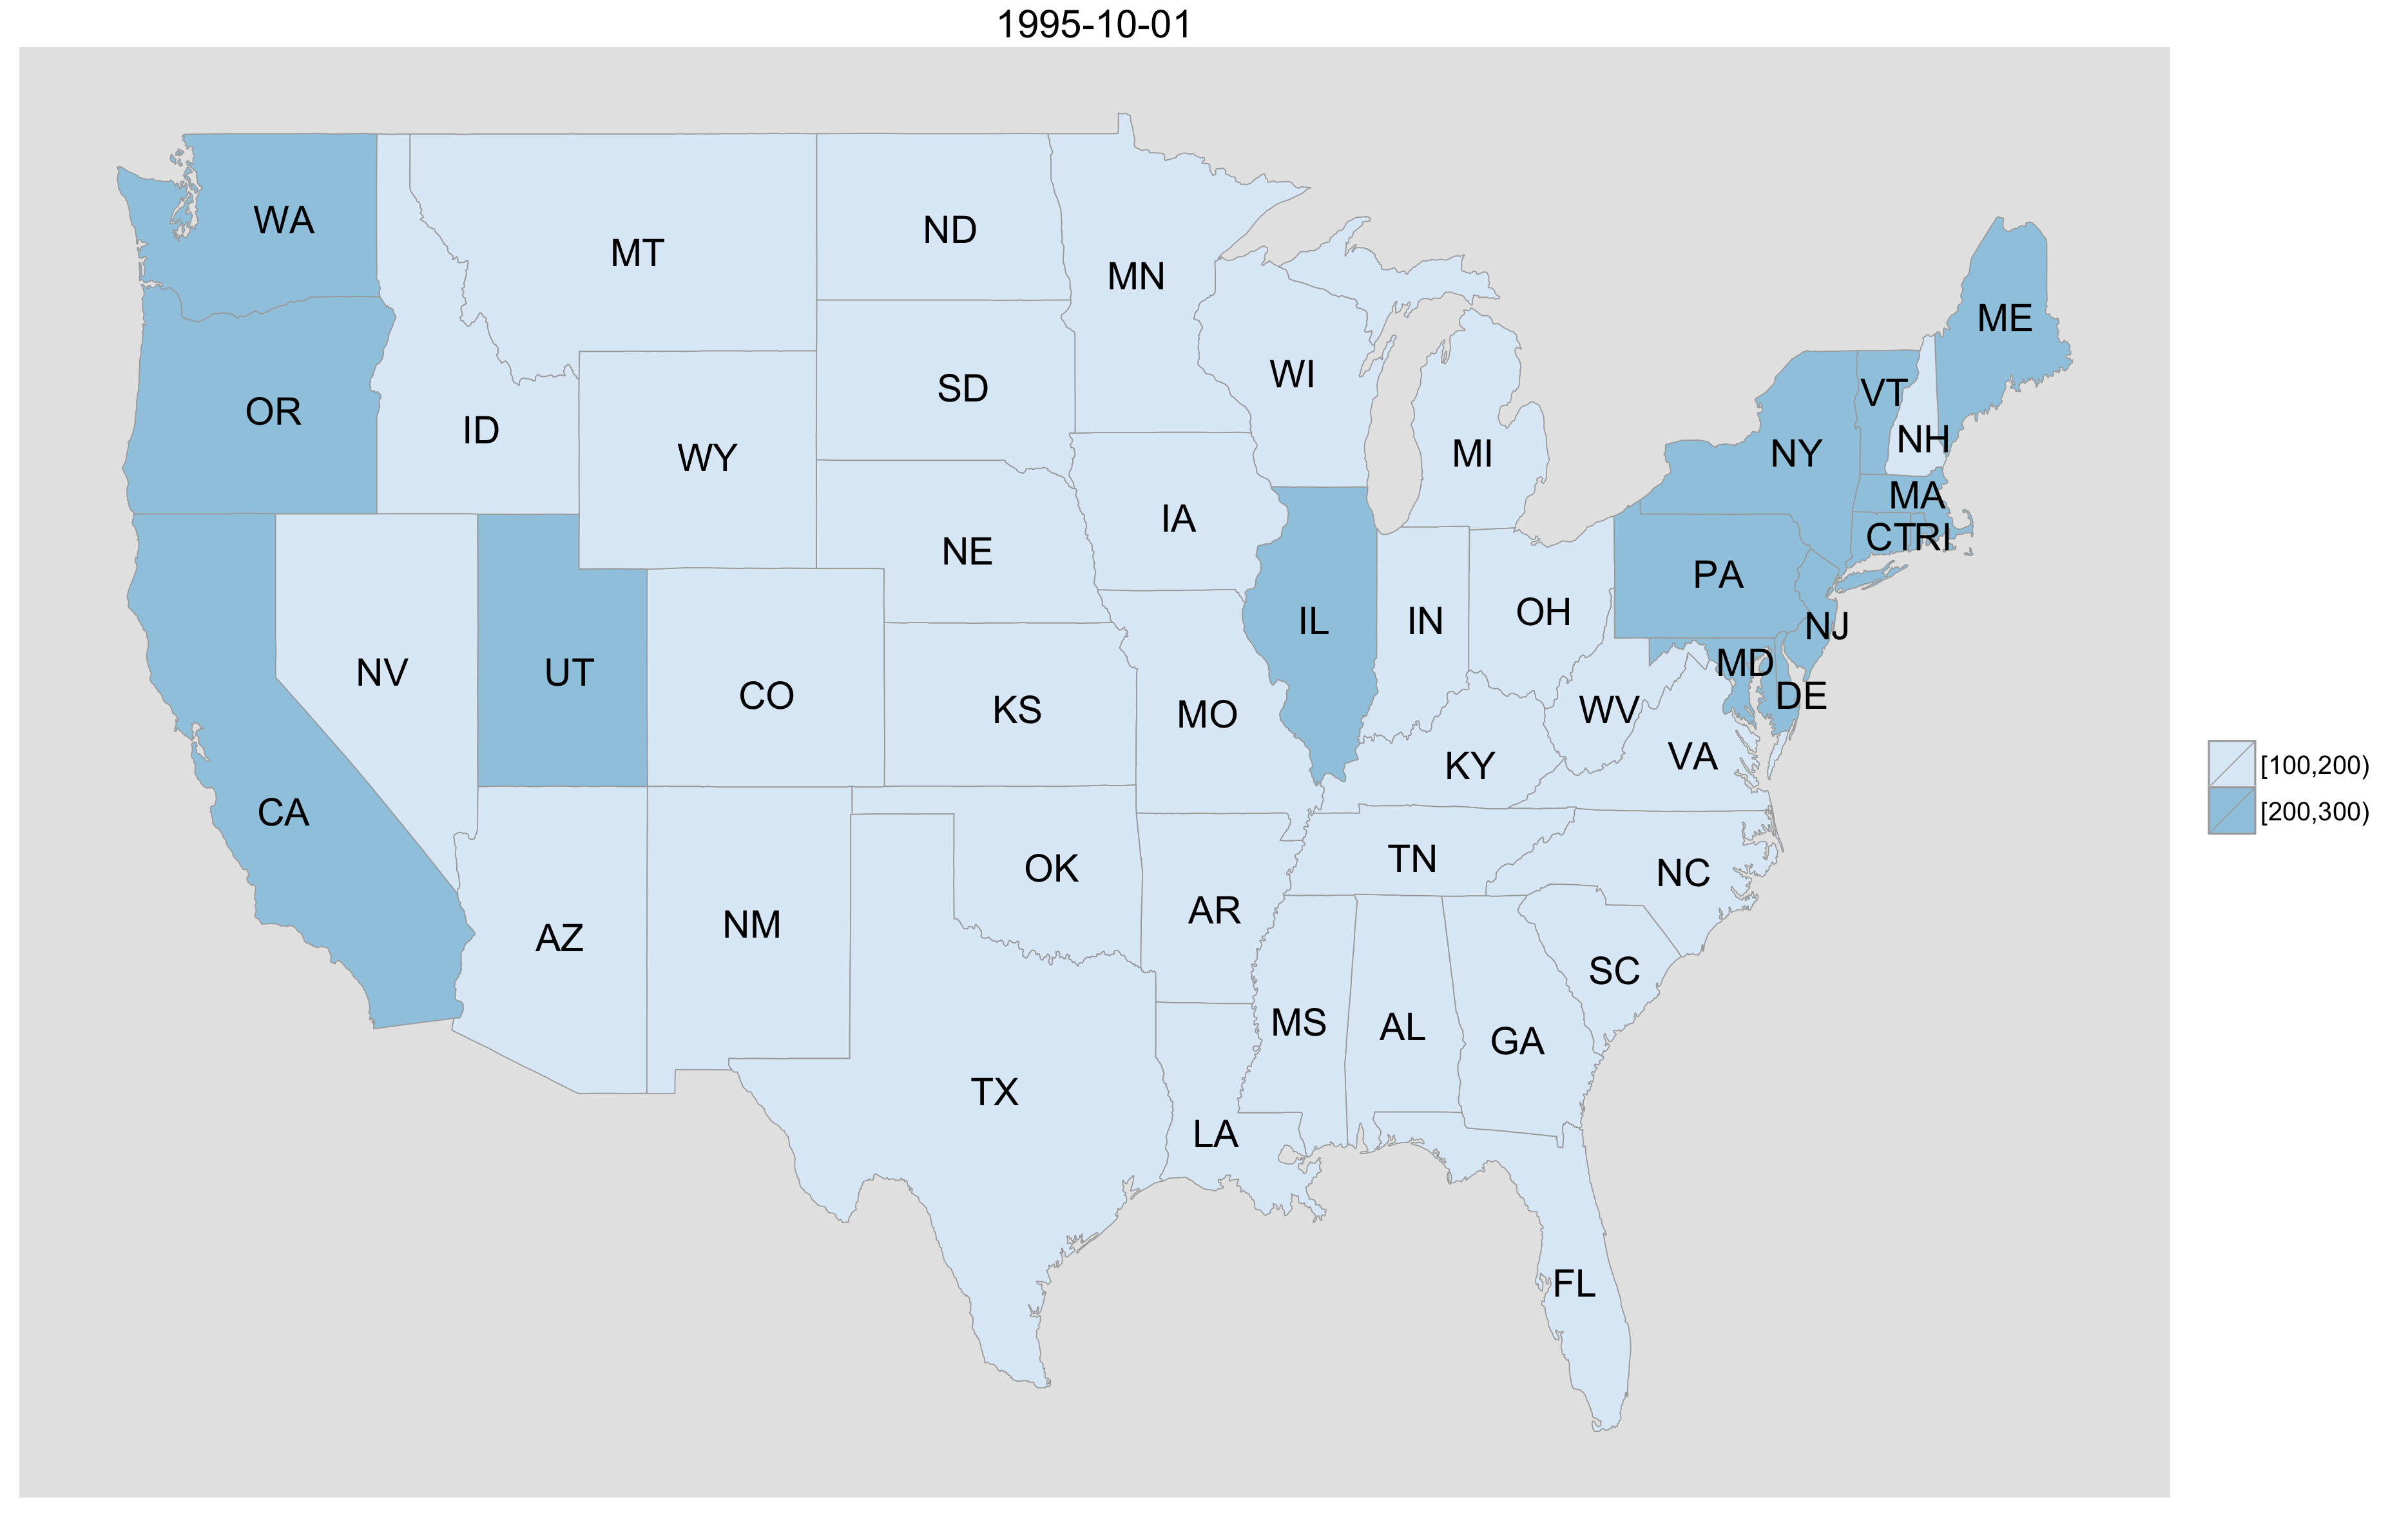 1995-10-01
WA
MT
ND
MN
ME
OR
ID
WY
SD
WI
MI
NY
VT
NH
MA
CT
RI
NE
IA
IL
IN
OH
PA
NJ
NV
UT
CO
KS
MO
KY
WV
VA
MD
DE
CA
AZ
NM
OK
AR
TN
NC
SC
TX
LA
MS
AL
GA
FL
[100,200)
[200,300)